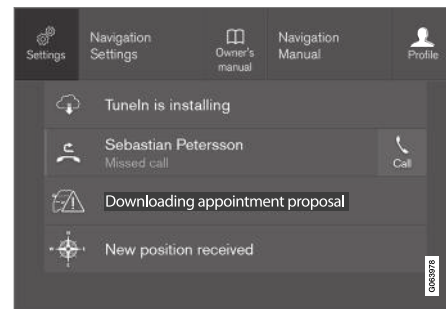 Settings
Navigation
Settings
Owner's
manual
Navigation
Manual
Profile
TuneIn is installing
Sebastian Petersson
Missed call
Call
Downloading appointment proposal
New position received
G063978